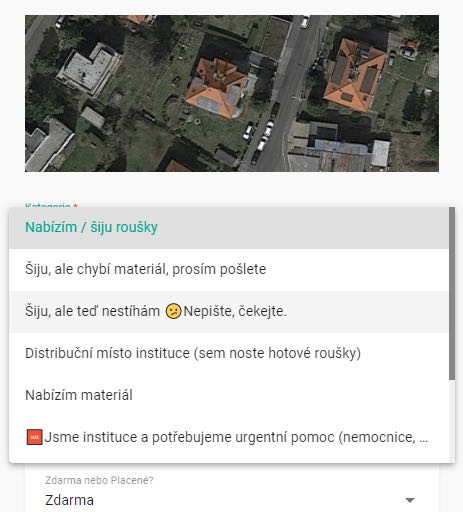 Kategorie *
Nabízím / šiju roušky
Šiju, ale chybí materiál, prosím pošlete
Šiju, ale teď nestíhám 😕Nepište, čekejte.
Distribuční místo instituce (sem noste hotové roušky)
Nabízím materiál
🆘Jsme instituce a potřebujeme urgentní pomoc (nemocnice, ...
Zdarma nebo Placené?
Zdarma